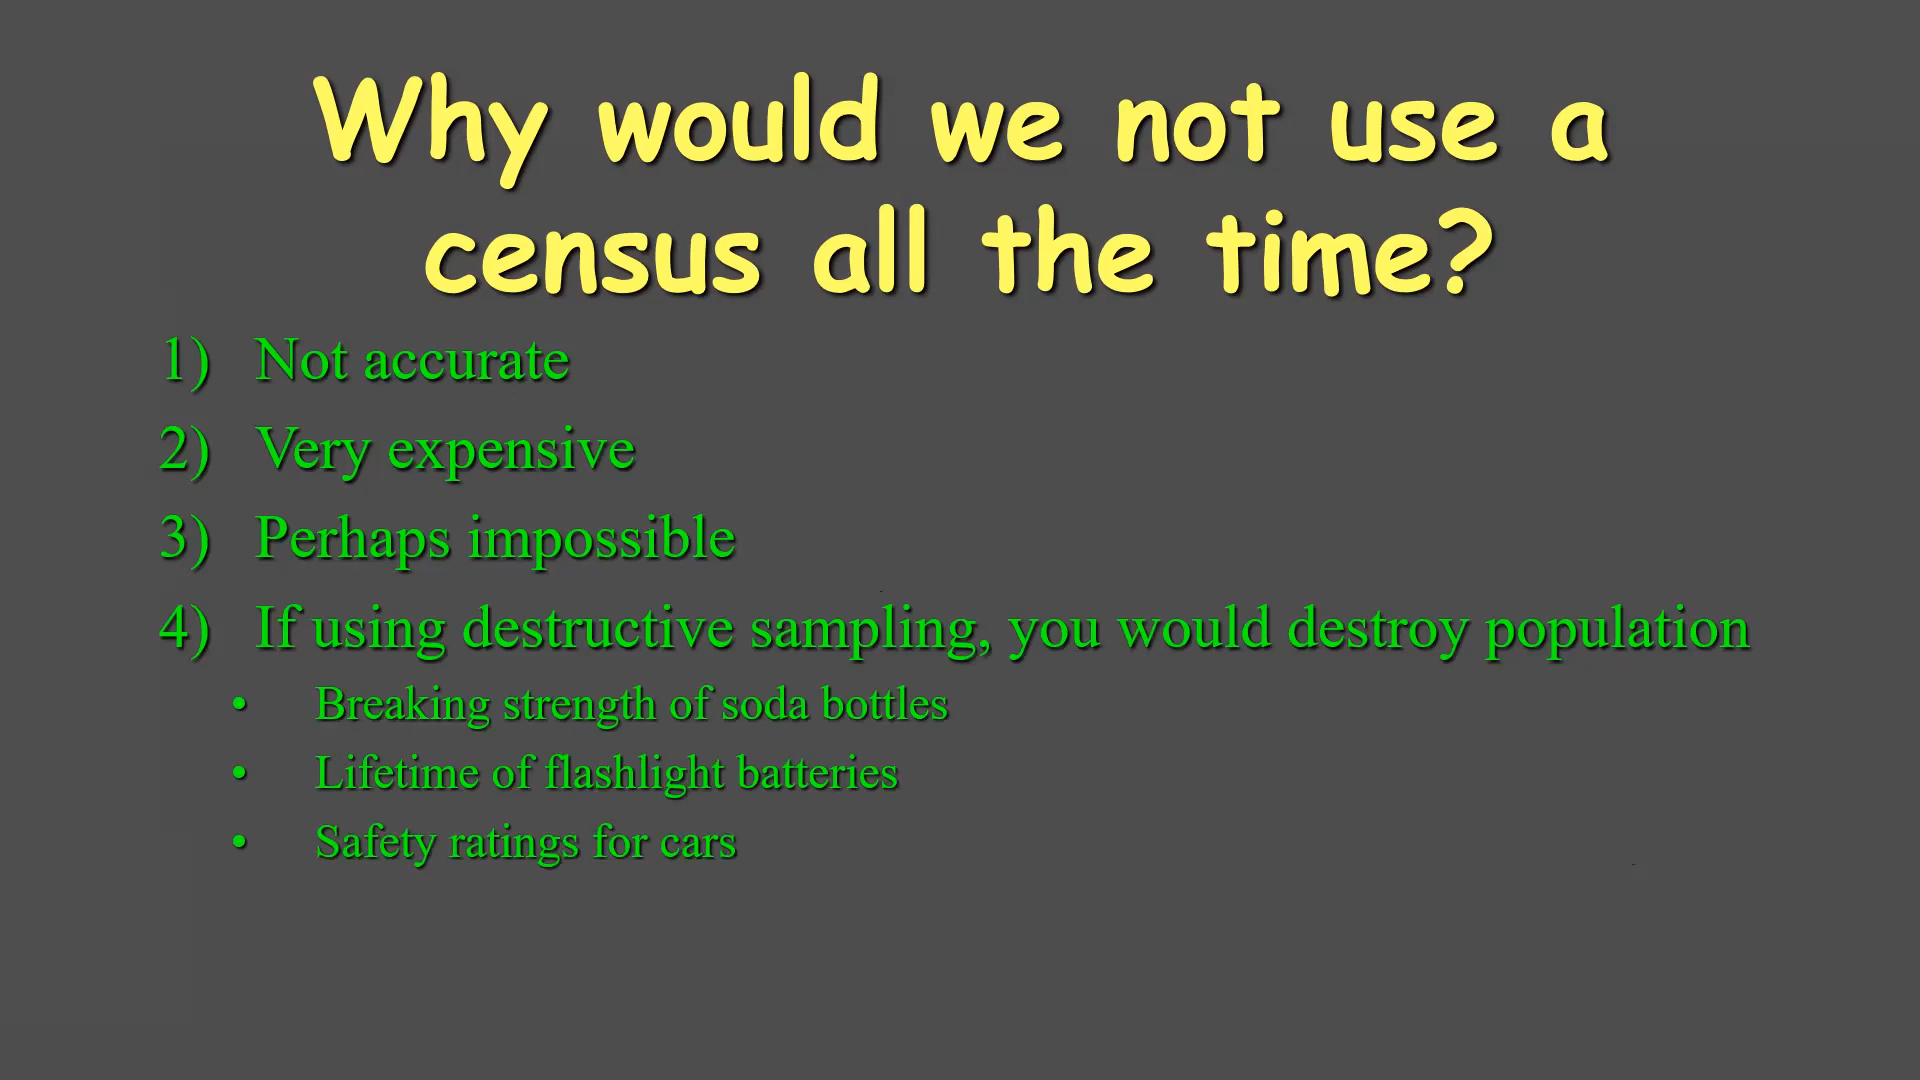 Why would we not use a
census all the time?
1) Not accurate
2) Very expensive
3) Perhaps impossible
4) If using destructive sampling, you would destroy population
• Breaking strength of soda bottles
• Lifetime of flashlight batteries
• Safety ratings for cars